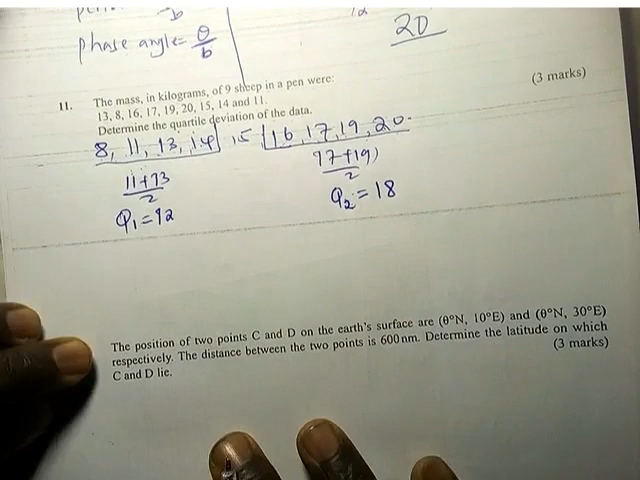 phase angle = θ/b
20
11. The mass, in kilograms, of 9 sheep in a pen were: (3 marks)
13, 8, 16, 17, 19, 20, 15, 14 and 11.
Determine the quartile deviation of the data.
8, 11, 13, 14 15 16, 17, 19, 20
11+13 17+19)
2 2
Q₁=12 Q₂=18
The position of two points C and D on the earth's surface are (θ°N, 10°E) and (θ°N, 30°E)
respectively. The distance between the two points is 600 nm. Determine the latitude on which
C and D lie. (3 marks)